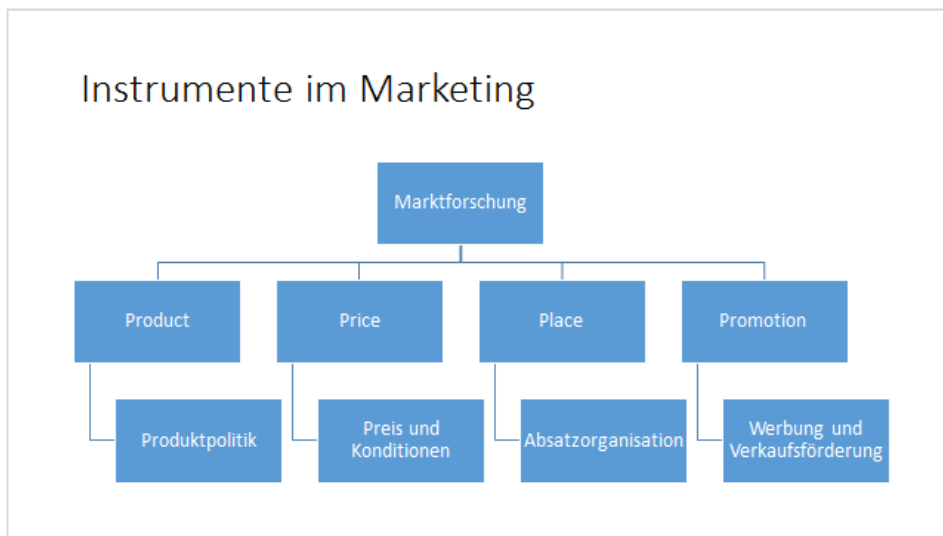 Instrumente im Marketing
Marktforschung
Product
Price
Place
Promotion
Produktpolitik
Preis und
Konditionen
Absatzorganisation
Werbung und
Verkaufsförderung